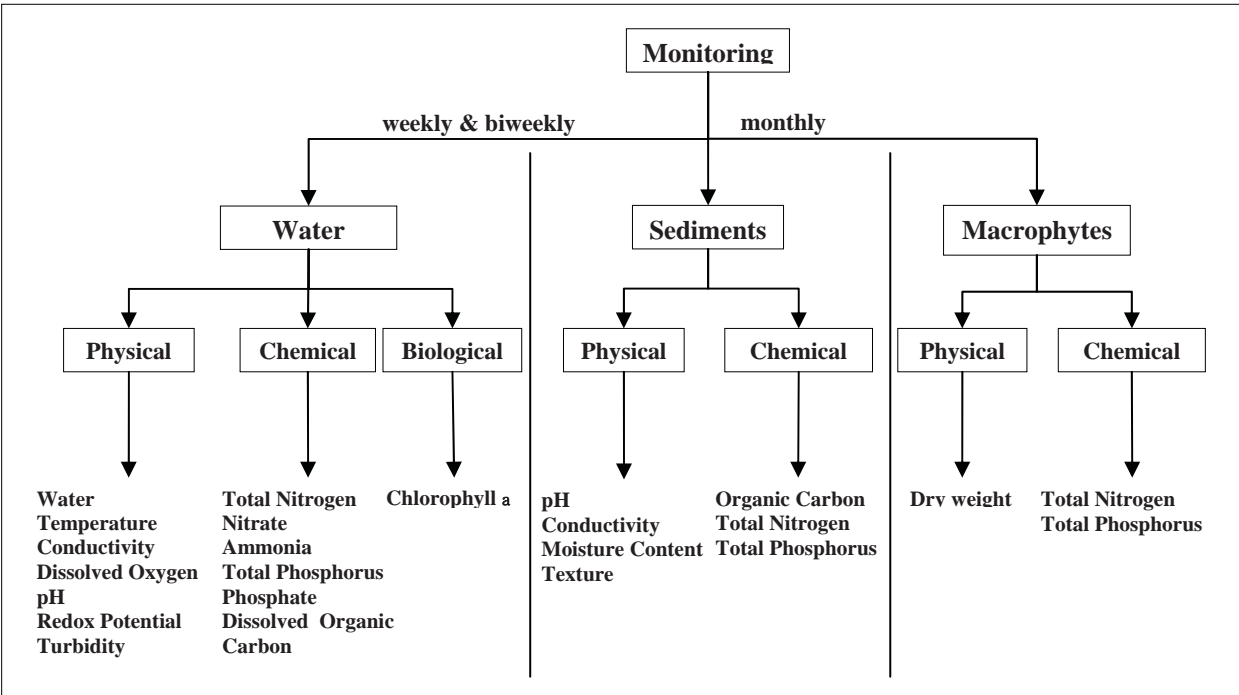 Monitoring
weekly & biweekly
monthly
Water
Sediments
Macrophytes
Physical
Chemical
Biological
Physical
Chemical
Physical
Chemical
Water
Temperature
Conductivity
Dissolved Oxygen
pH
Redox Potential
Turbidity
Total Nitrogen
Nitrate
Ammonia
Total Phosphorus
Phosphate
Dissolved Organic
Carbon
Chlorophyll a
pH
Conductivity
Moisture Content
Texture
Organic Carbon
Total Nitrogen
Total Phosphorus
Dry weight
Total Nitrogen
Total Phosphorus